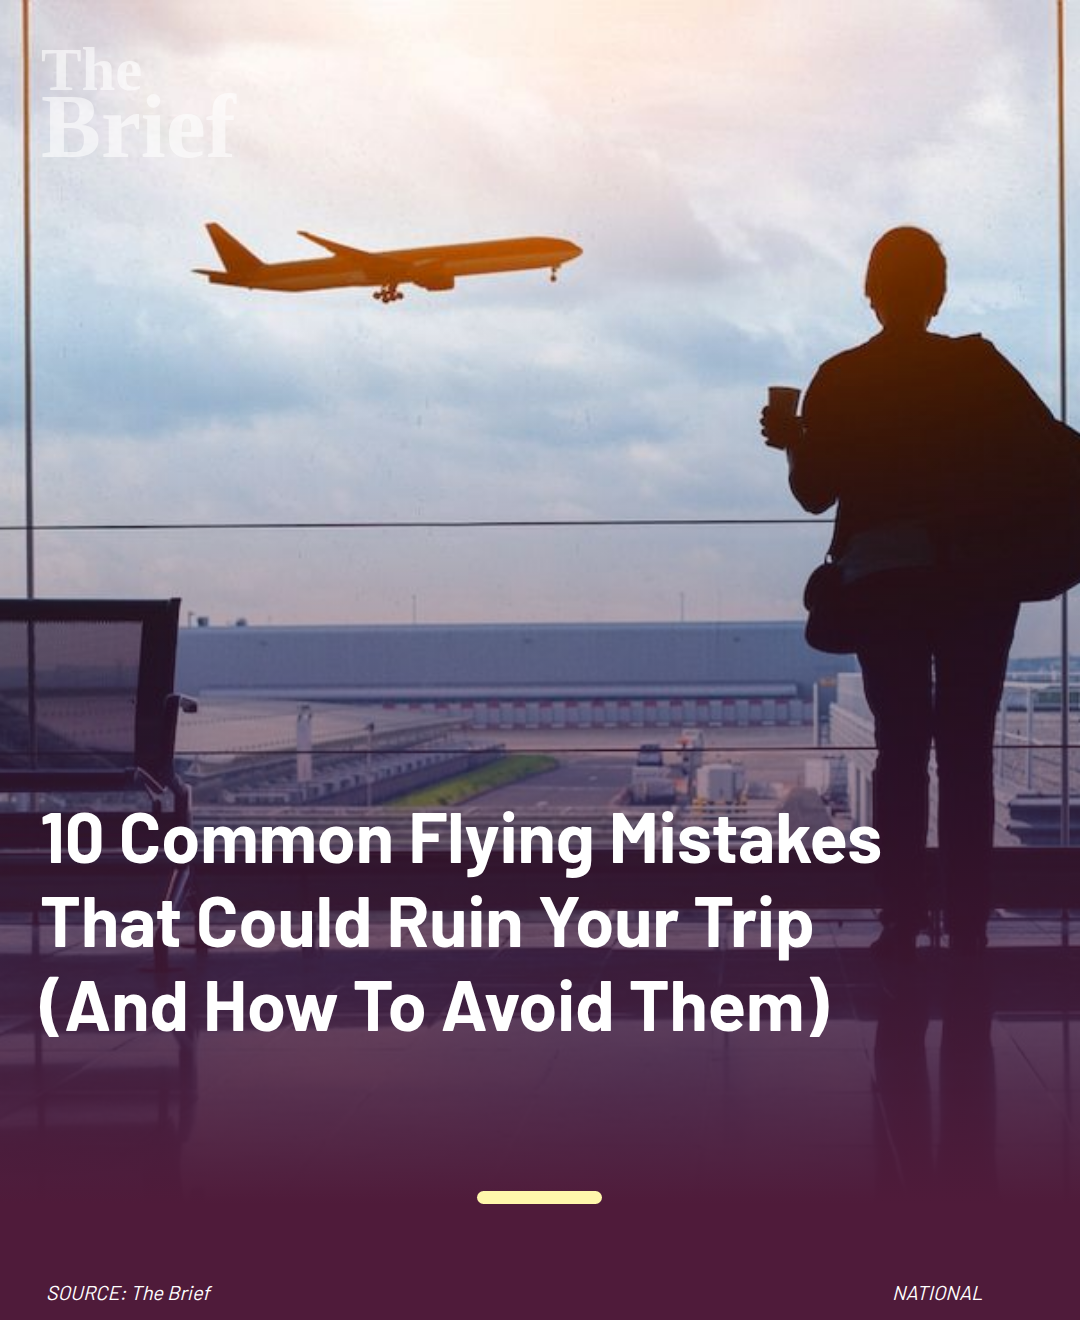 The
Brief
10 Common Flying Mistakes
That Could Ruin Your Trip
(And How To Avoid Them)
SOURCE: The Brief
NATIONAL